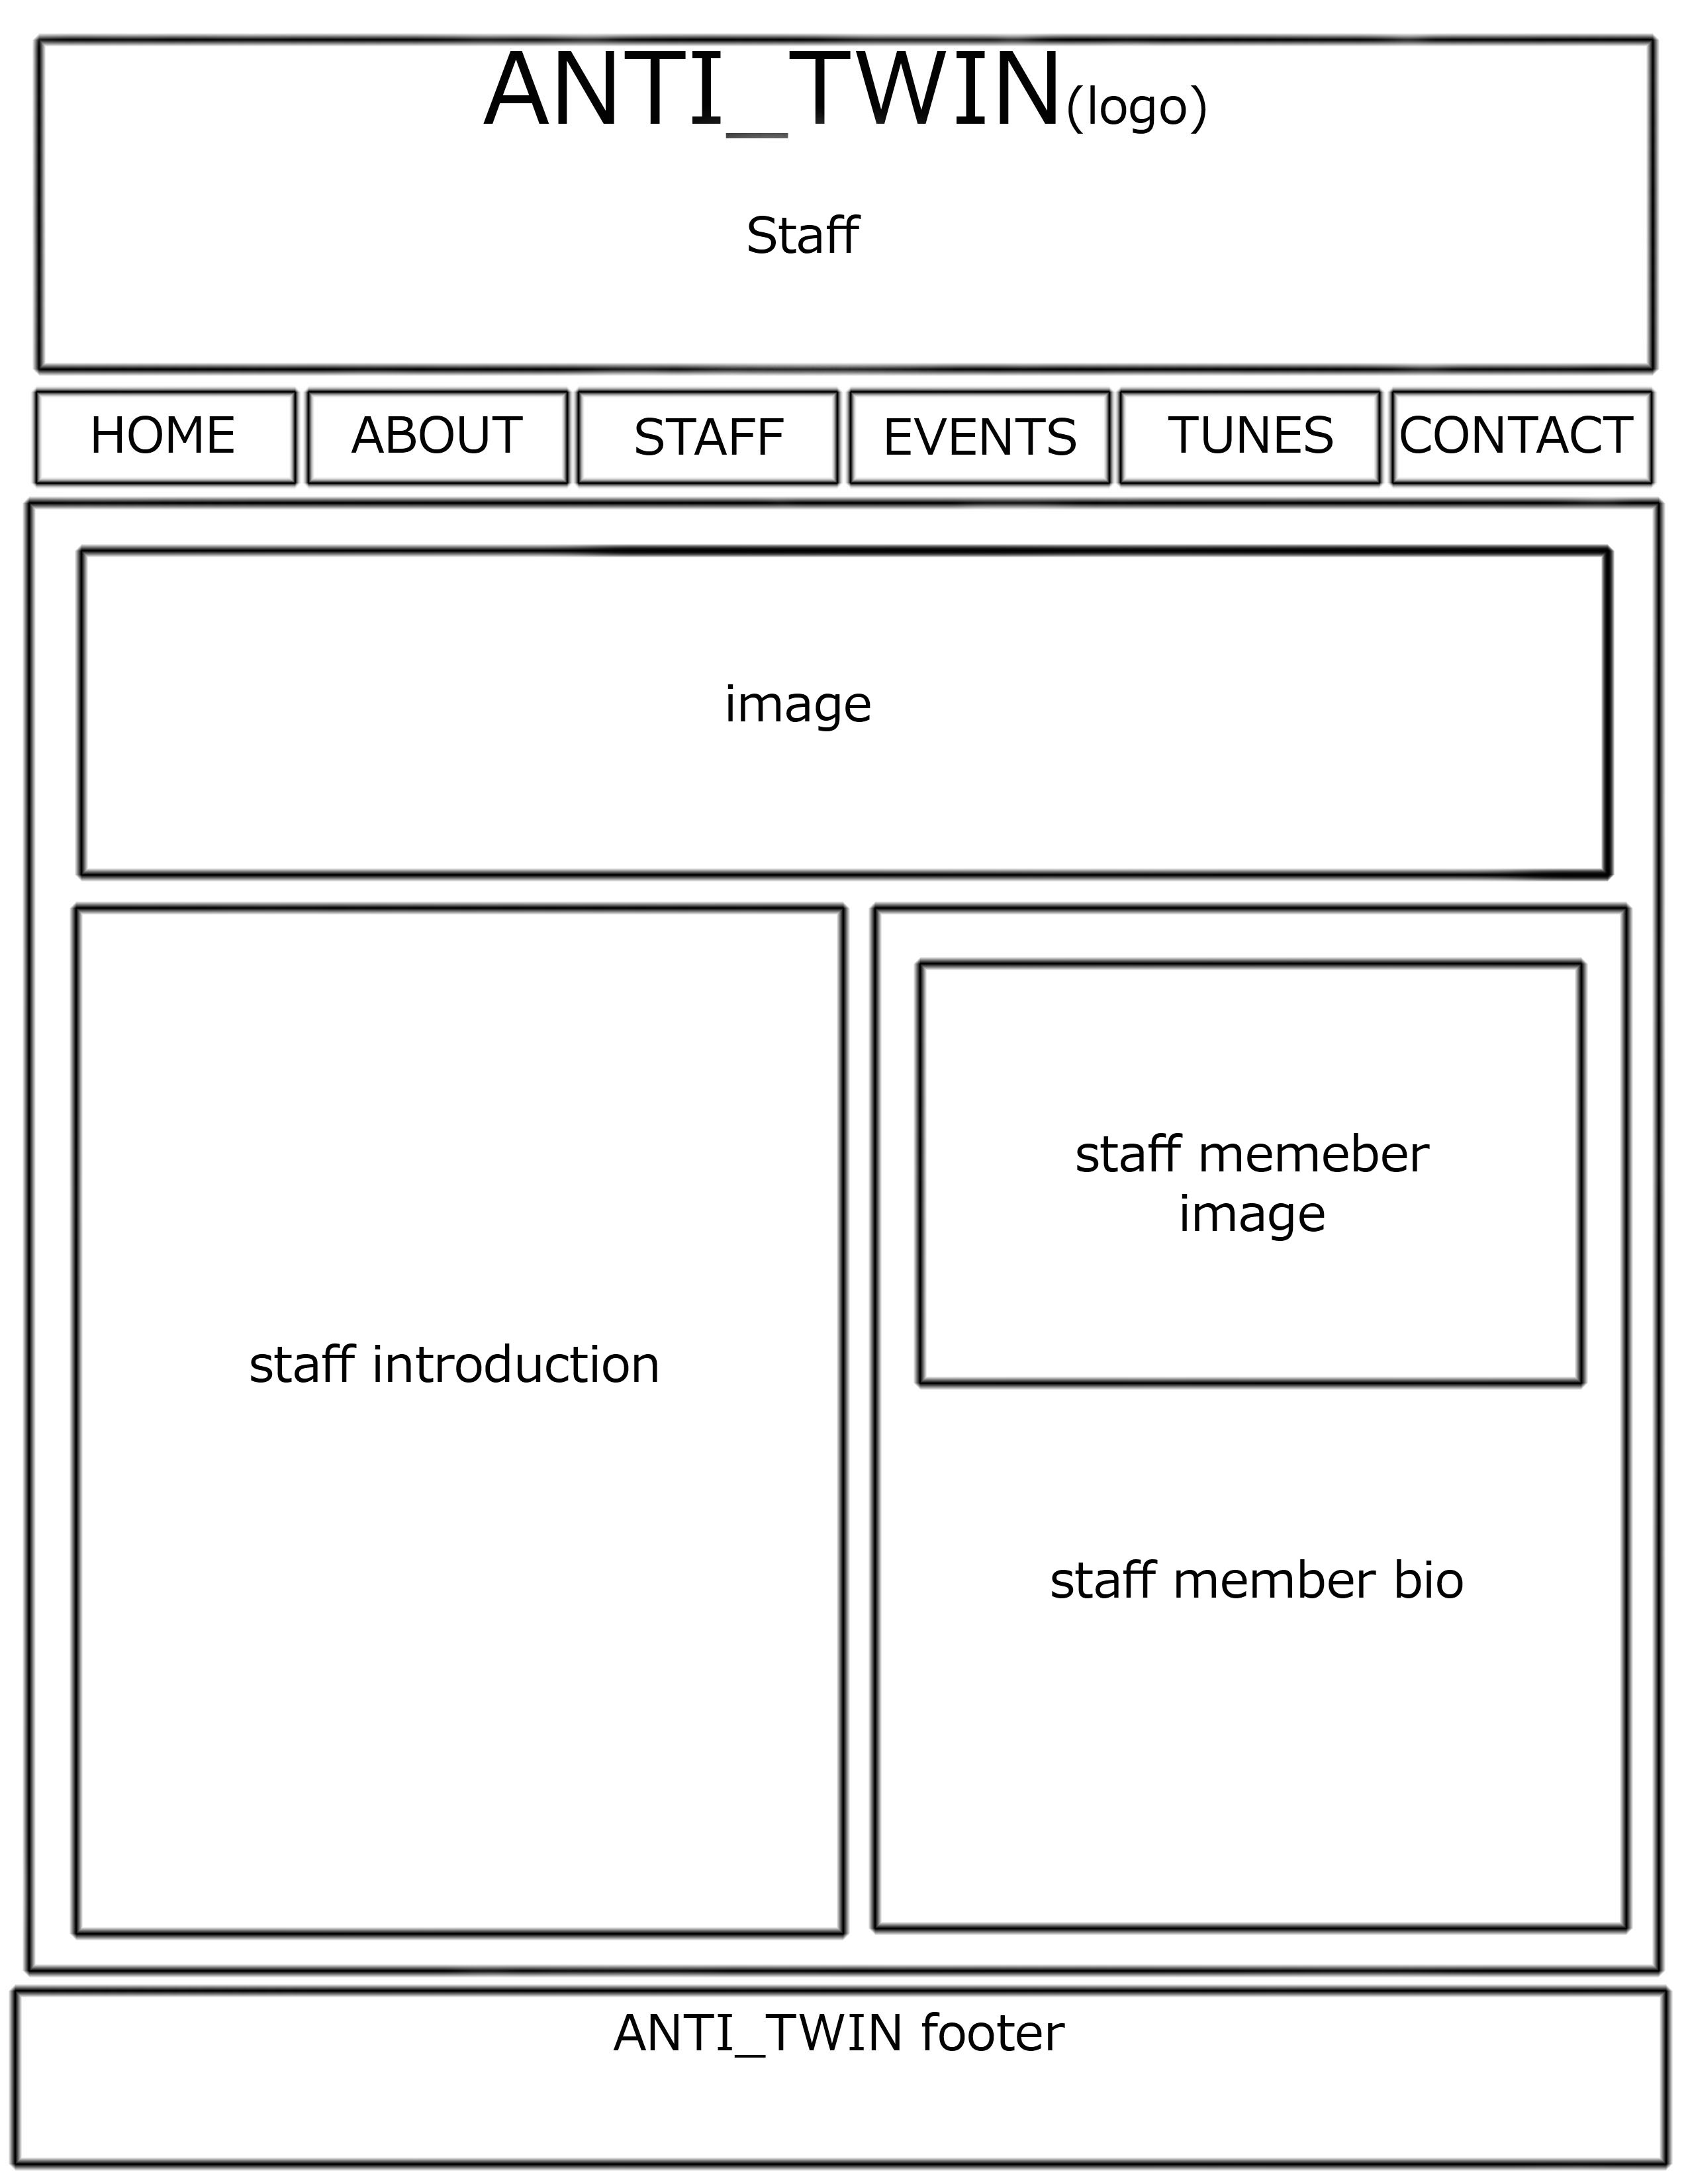 ANTI_TWIN(logo)
Staff
HOME ABOUT STAFF EVENTS TUNES CONTACT
image
staff introduction
staff memeber
image
staff member bio
ANTI_TWIN footer